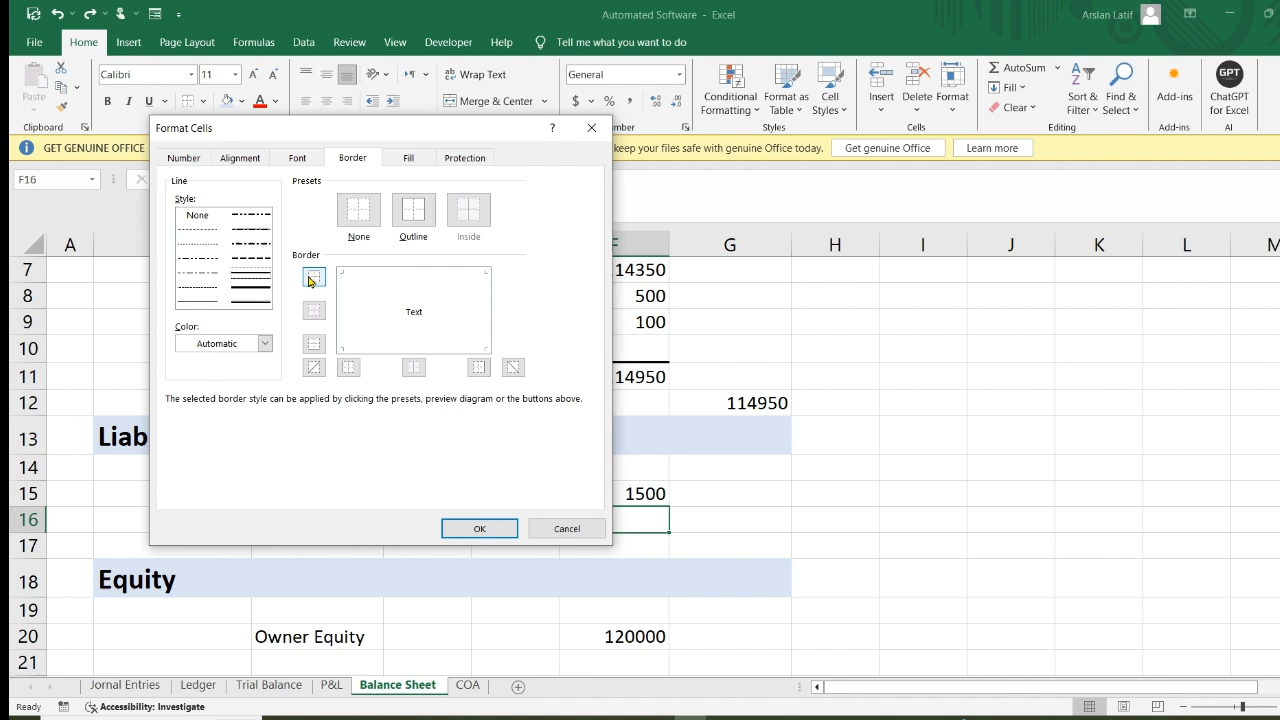 Automated Software - Excel
Arslan Latif
File Home Insert Page Layout Formulas Data Review View Developer Help Tell me what you want to do
Paste
Clipboard
Calibri 11
B I U
Wrap Text
Merge & Center
General
$ % ,
Conditional Formatting
Format as Table
Cell Styles
Styles
Insert Delete Format
Cells
AutoSum
Fill
Clear
Sort & Filter
Find & Select
Editing
Add-ins
Add-ins
ChatGPT for Excel
AI
GPT
umber
GET GENUINE OFFICE
keep your files safe with genuine Office today.
Get genuine Office
Learn more
F16
Format Cells
?
Number Alignment Font Border Fill Protection
Line
Style:
None
Color:
Automatic
Presets
None Outline Inside
Border
Text
The selected border style can be applied by clicking the presets, preview diagram or the buttons above.
OK Cancel
A F G H I J K L M
7 14350
8 500
9 100
10
11 14950
12 114950
13 Liab
14
15 1500
16
17
18 Equity
19
20 Owner Equity 120000
21
Jornal Entries Ledger Trial Balance P&L Balance Sheet COA
Ready Accessibility: Investigate